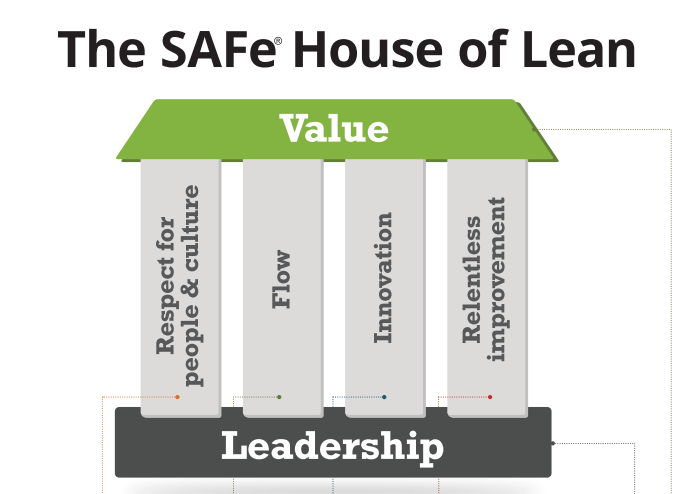 The SAFe® House of Lean
Value
Respect for
people & culture
Flow
Innovation
Relentless
improvement
Leadership